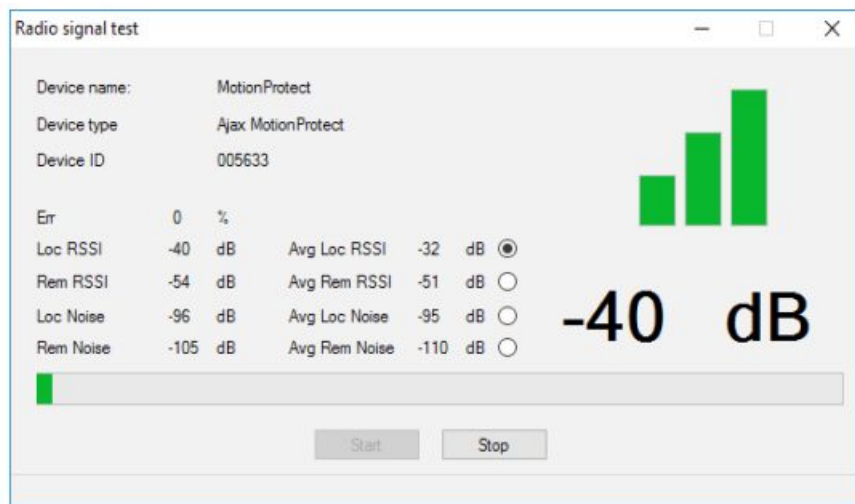 Radio signal test
Device name: MotionProtect
Device type Ajax MotionProtect
Device ID 005633
Err 0 %
Loc RSSI -40 dB Avg Loc RSSI -32 dB
Rem RSSI -54 dB Avg Rem RSSI -51 dB
Loc Noise -96 dB Avg Loc Noise -95 dB
Rem Noise -105 dB Avg Rem Noise -110 dB
-40 dB
Start Stop